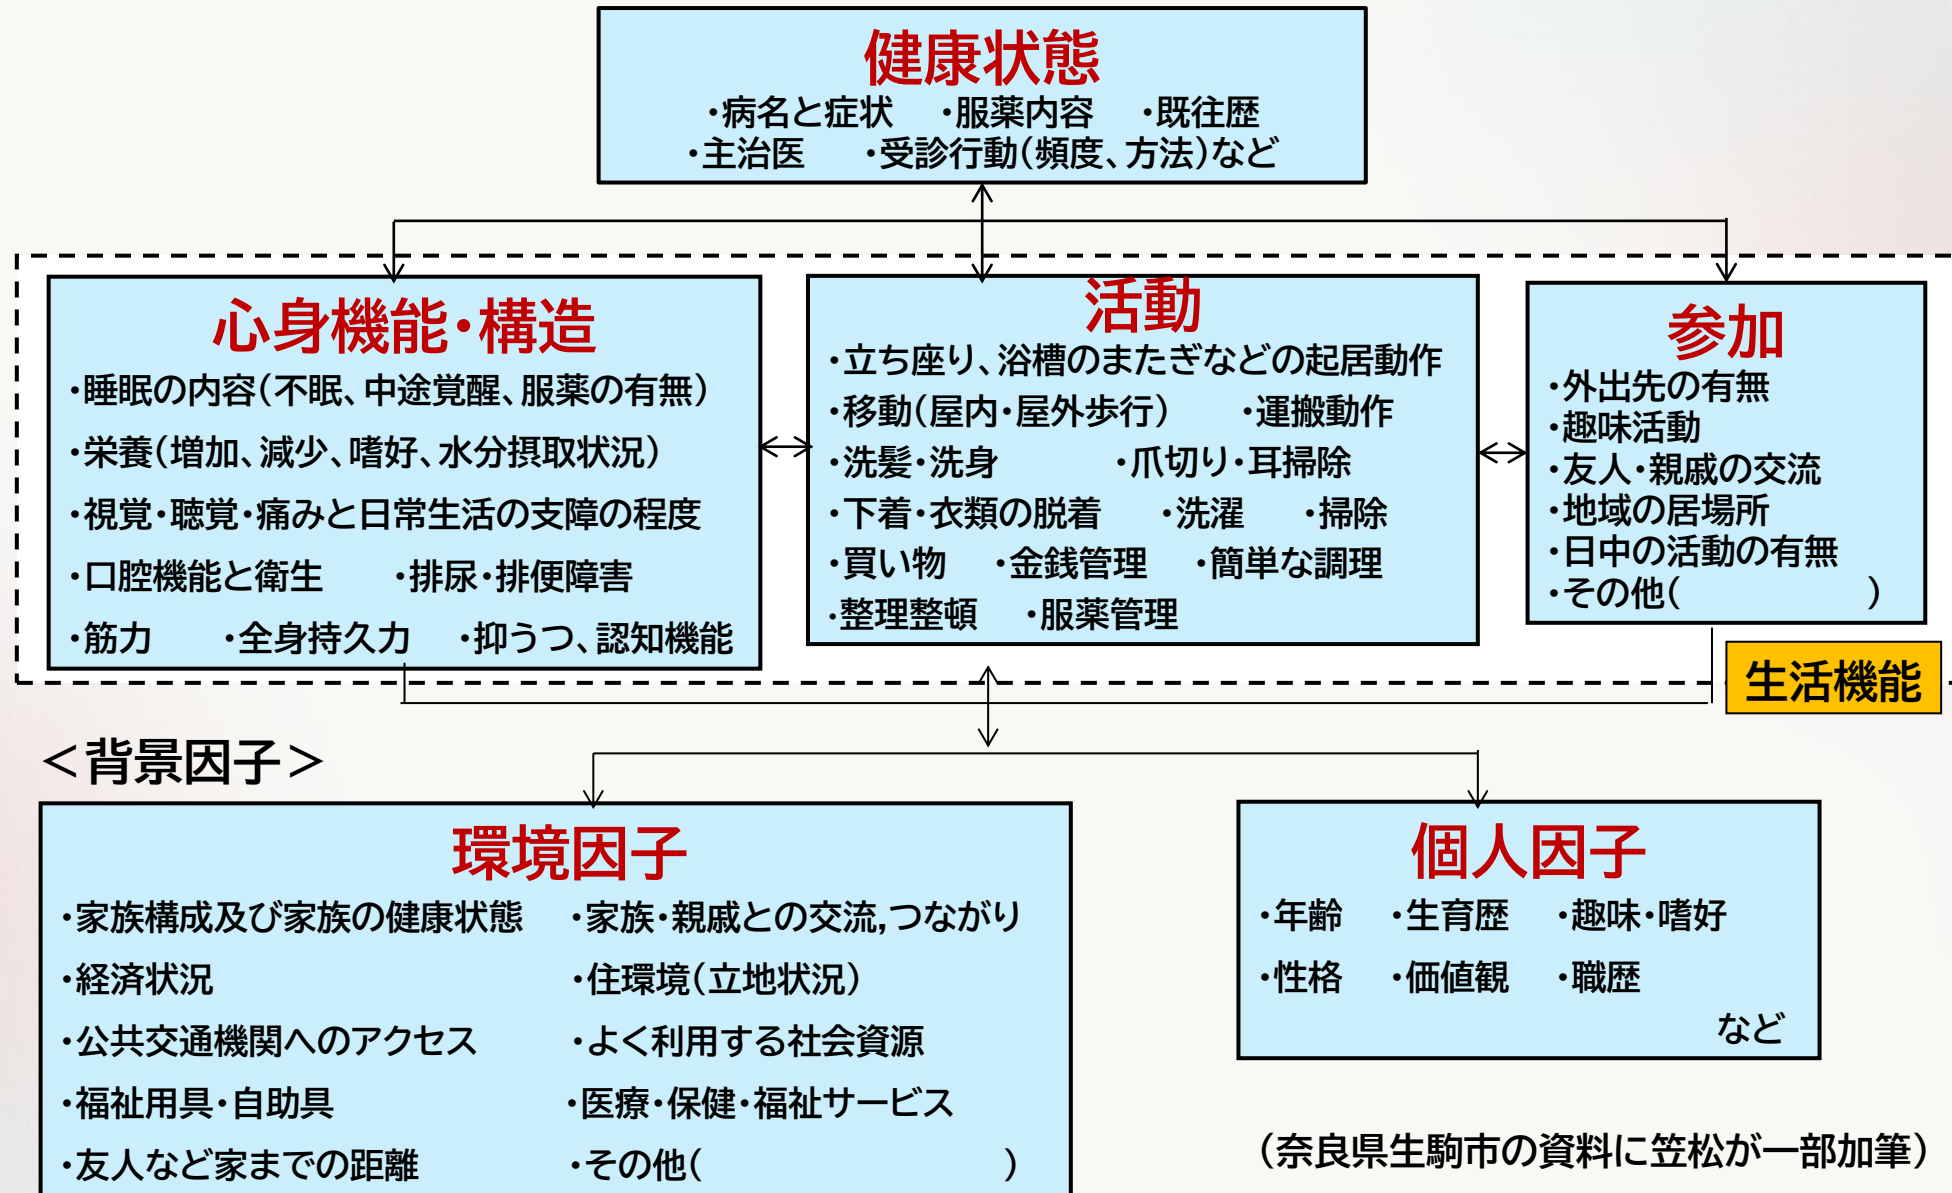 健康状態
・病名と症状　・服薬内容　・既往歴
・主治医　・受診行動(頻度、方法)など
心身機能・構造
・睡眠の内容(不眠、中途覚醒、服薬の有無)
・栄養(増加、減少、嗜好、水分摂取状況)
・視覚・聴覚・痛みと日常生活の支障の程度
・口腔機能と衛生　・排尿・排便障害
・筋力　・全身持久力　・抑うつ、認知機能
活動
・立ち座り、浴槽のまたぎなどの起居動作
・移動(屋内・屋外歩行)　・運搬動作
・洗髪・洗身　・爪切り・耳掃除
・下着・衣類の脱着　・洗濯　・掃除
・買い物　・金銭管理　・簡単な調理
・整理整頓　・服薬管理
参加
・外出先の有無
・趣味活動
・友人・親戚の交流
・地域の居場所
・日中の活動の有無
・その他(　　　　　)
生活機能
＜背景因子＞
環境因子
・家族構成及び家族の健康状態　・家族・親戚との交流,つながり
・経済状況　・住環境(立地状況)
・公共交通機関へのアクセス　・よく利用する社会資源
・福祉用具・自助具　・医療・保健・福祉サービス
・友人など家までの距離　・その他(　　　　　)
個人因子
・年齢　・生育歴　・趣味・嗜好
・性格　・価値観　・職歴
など
(奈良県生駒市の資料に笠松が一部加筆)